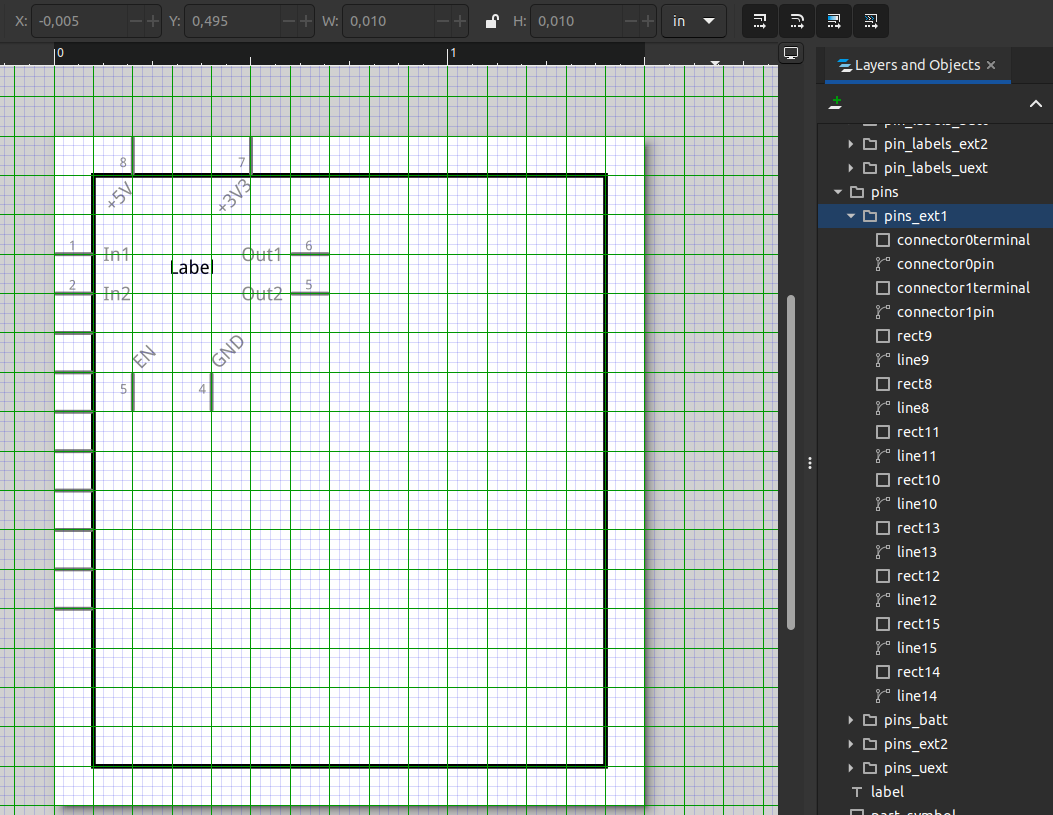 X: -0,005 Y: 0,495 W: 0,010 H: 0,010 in
0 1
Layers and Objects
8 7
+5V +3V3
1 In1 Out1 6
Label
2 In2 Out2 5
EN GND
5 4
pin_labels_ext2
pin_labels_uext
pins
pins_ext1
connector0terminal
connector0pin
connector1terminal
connector1pin
rect9
line9
rect8
line8
rect11
line11
rect10
line10
rect13
line13
rect12
line12
rect15
line15
rect14
line14
pins_batt
pins_ext2
pins_uext
label
part_symbol